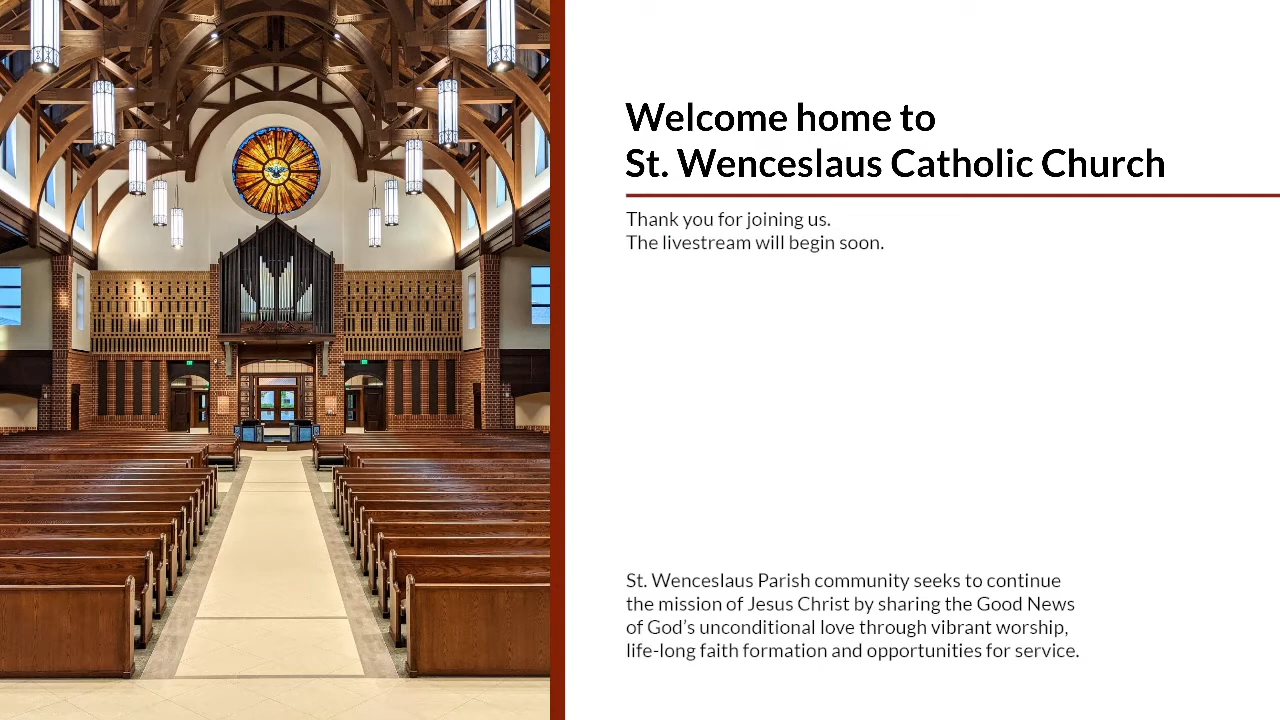 Welcome home to
St. Wenceslaus Catholic Church
Thank you for joining us.
The livestream will begin soon.
St. Wenceslaus Parish community seeks to continue
the mission of Jesus Christ by sharing the Good News
of God’s unconditional love through vibrant worship,
life-long faith formation and opportunities for service.